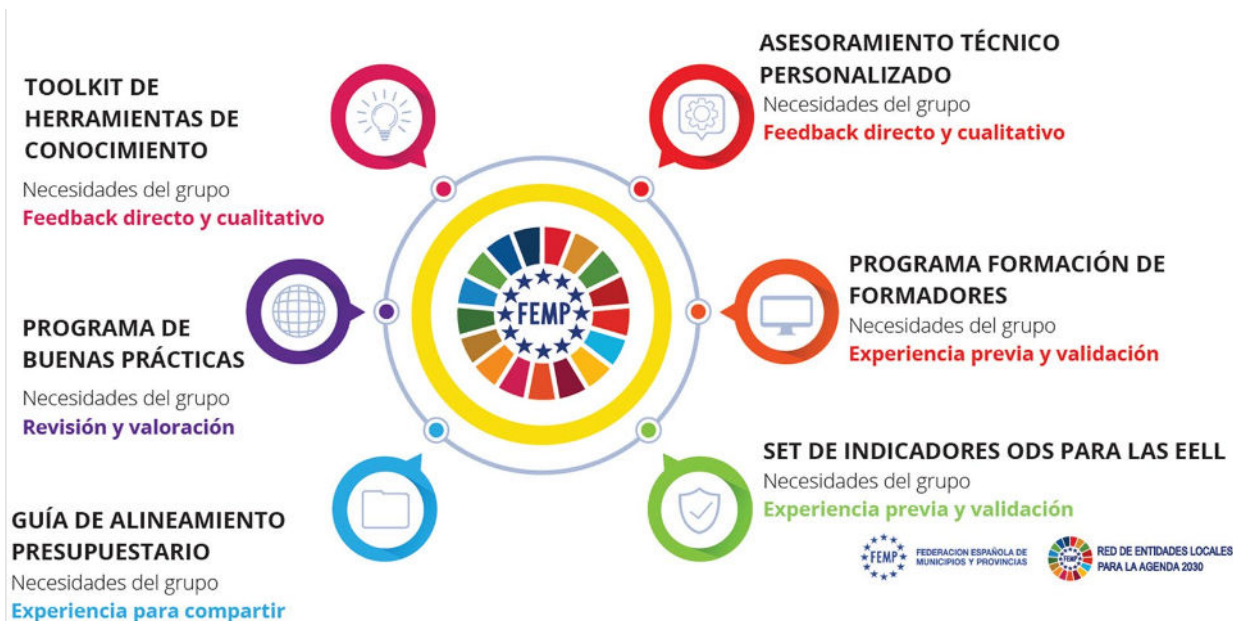 TOOLKIT DE
HERRAMIENTAS DE
CONOCIMIENTO
Necesidades del grupo
Feedback directo y cualitativo
PROGRAMA DE
BUENAS PRÁCTICAS
Necesidades del grupo
Revisión y valoración
GUÍA DE ALINEAMIENTO
PRESUPUESTARIO
Necesidades del grupo
Experiencia para compartir
FEMP
ASESORAMIENTO TÉCNICO
PERSONALIZADO
Necesidades del grupo
Feedback directo y cualitativo
PROGRAMA FORMACIÓN DE
FORMADORES
Necesidades del grupo
Experiencia previa y validación
SET DE INDICADORES ODS PARA LAS EELL
Necesidades del grupo
Experiencia previa y validación
FEMP
FEDERACION ESPAÑOLA DE
MUNICIPIOS Y PROVINCIAS
FEMP
RED DE ENTIDADES LOCALES
PARA LA AGENDA 2030